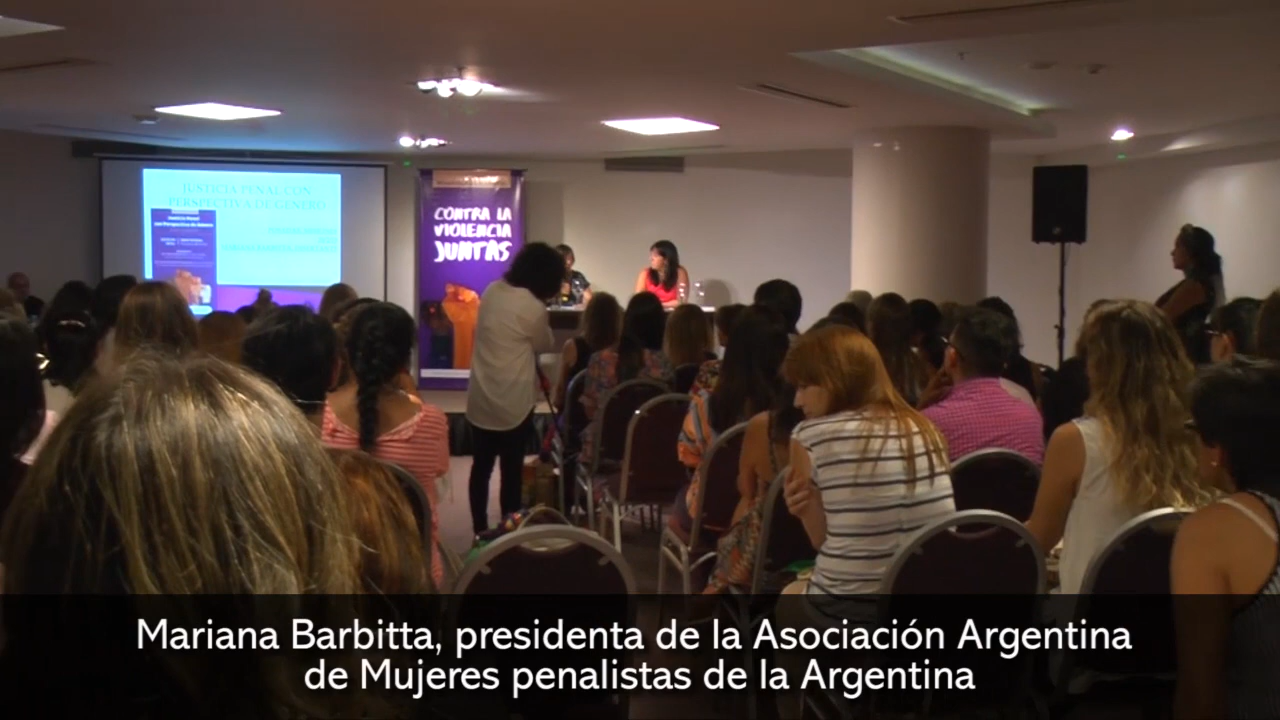 JUSTICIA PENAL CON
PERSPECTIVA DE GÉNERO
CONTRA LA
VIOLENCIA
JUNTAS
Mariana Barbitta, presidenta de la Asociación Argentina
de Mujeres penalistas de la Argentina